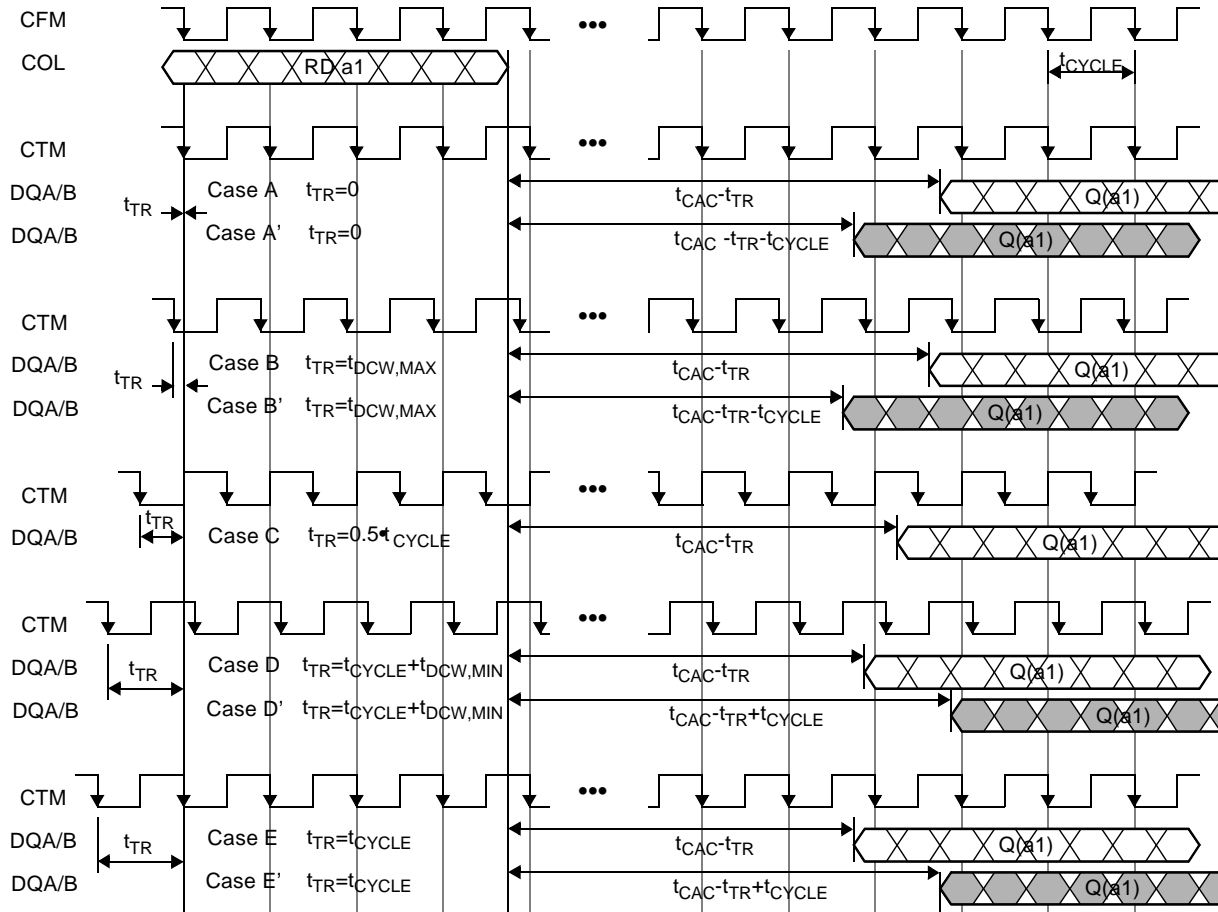 CFM
•••
COL
RD a1
tCYCLE
CTM
•••
DQA/B
Case A tTR=0
tCAC-tTR
Q(a1)
tTR
DQA/B
Case A’ tTR=0
tCAC -tTR-tCYCLE
Q(a1)
CTM
•••
DQA/B
Case B tTR=tDCW,MAX
tCAC-tTR
Q(a1)
tTR
DQA/B
Case B’ tTR=tDCW,MAX
tCAC-tTR-tCYCLE
Q(a1)
CTM
•••
tTR
DQA/B
Case C tTR=0.5•tCYCLE
tCAC-tTR
Q(a1)
CTM
•••
DQA/B
tTR
Case D tTR=tCYCLE+tDCW,MIN
tCAC-tTR
Q(a1)
DQA/B
Case D’ tTR=tCYCLE+tDCW,MIN
tCAC-tTR+tCYCLE
Q(a1)
CTM
•••
DQA/B
tTR
Case E tTR=tCYCLE
tCAC-tTR
Q(a1)
DQA/B
Case E’ tTR=tCYCLE
tCAC-tTR+tCYCLE
Q(a1)